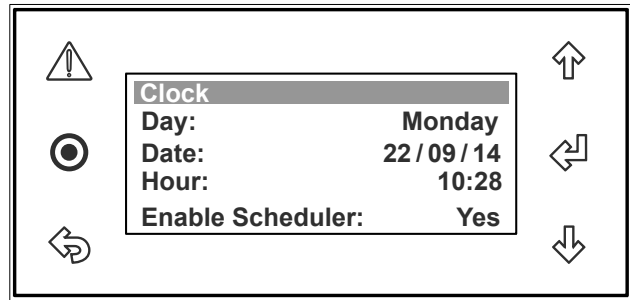 Clock
Day: Monday
Date: 22/09/14
Hour: 10:28
Enable Scheduler: Yes